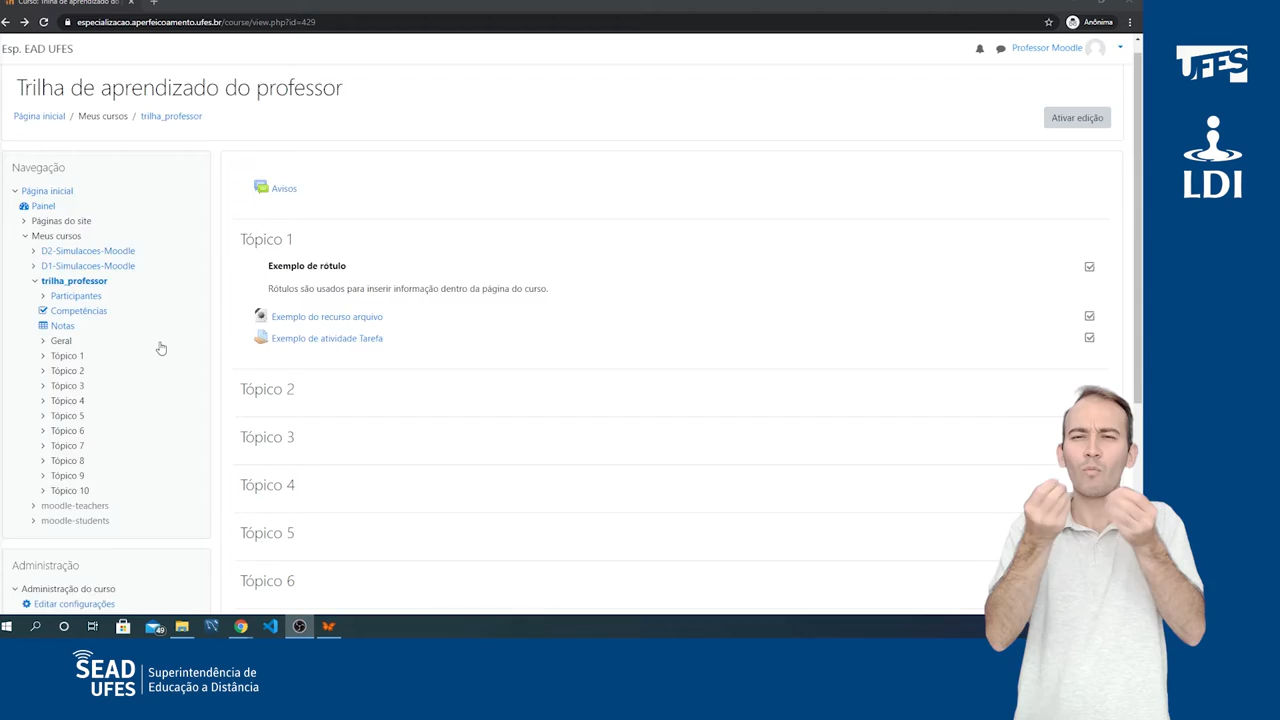 Curso: Trilha de aprendizado do
especializacao.aperfeicoamento.ufes.br/course/view.php?id=429
Anônima
Esp. EAD UFES
Professor Moodle
Trilha de aprendizado do professor
Página inicial / Meus cursos / trilha_professor
Ativar edição
Navegação
Página inicial
Painel
Páginas do site
Meus cursos
D2-Simulacoes-Moodle
D1-Simulacoes-Moodle
trilha_professor
Participantes
Competências
Notas
Geral
Tópico 1
Tópico 2
Tópico 3
Tópico 4
Tópico 5
Tópico 6
Tópico 7
Tópico 8
Tópico 9
Tópico 10
moodle-teachers
moodle-students
Administração
Administração do curso
Editar configurações
Avisos
Tópico 1
Exemplo de rótulo
Rótulos são usados para inserir informação dentro da página do curso.
Exemplo do recurso arquivo
Exemplo de atividade Tarefa
Tópico 2
Tópico 3
Tópico 4
Tópico 5
Tópico 6
49
UFES
LDI
SEAD
UFES
Superintendência de
Educação a Distância